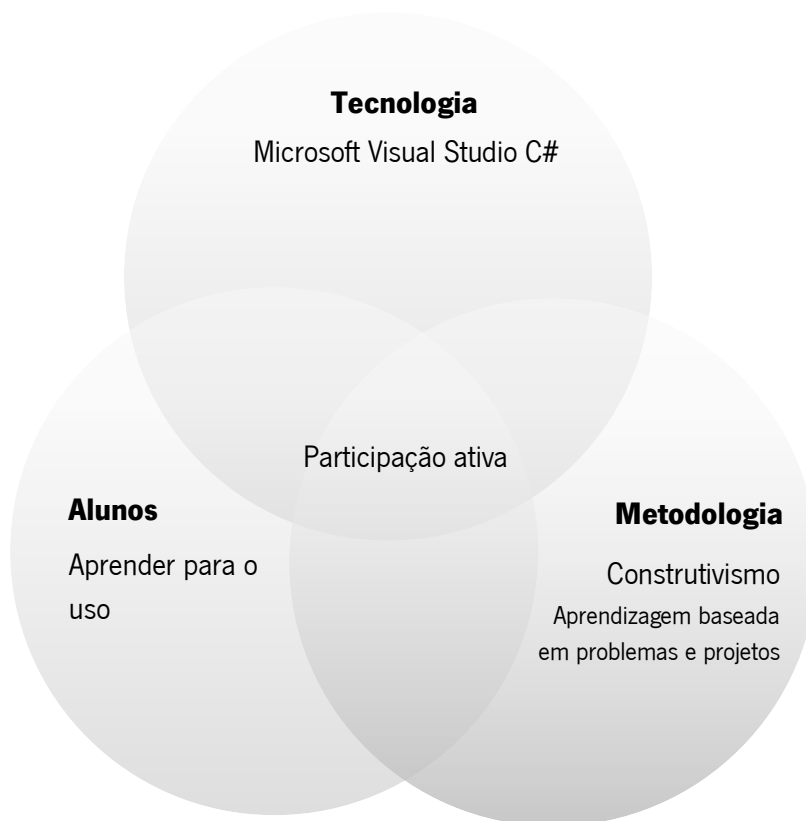 Tecnologia
Microsoft Visual Studio C#
Participação ativa
Alunos
Aprender para o
uso
Metodologia
Construtivismo
Aprendizagem baseada
em problemas e projetos